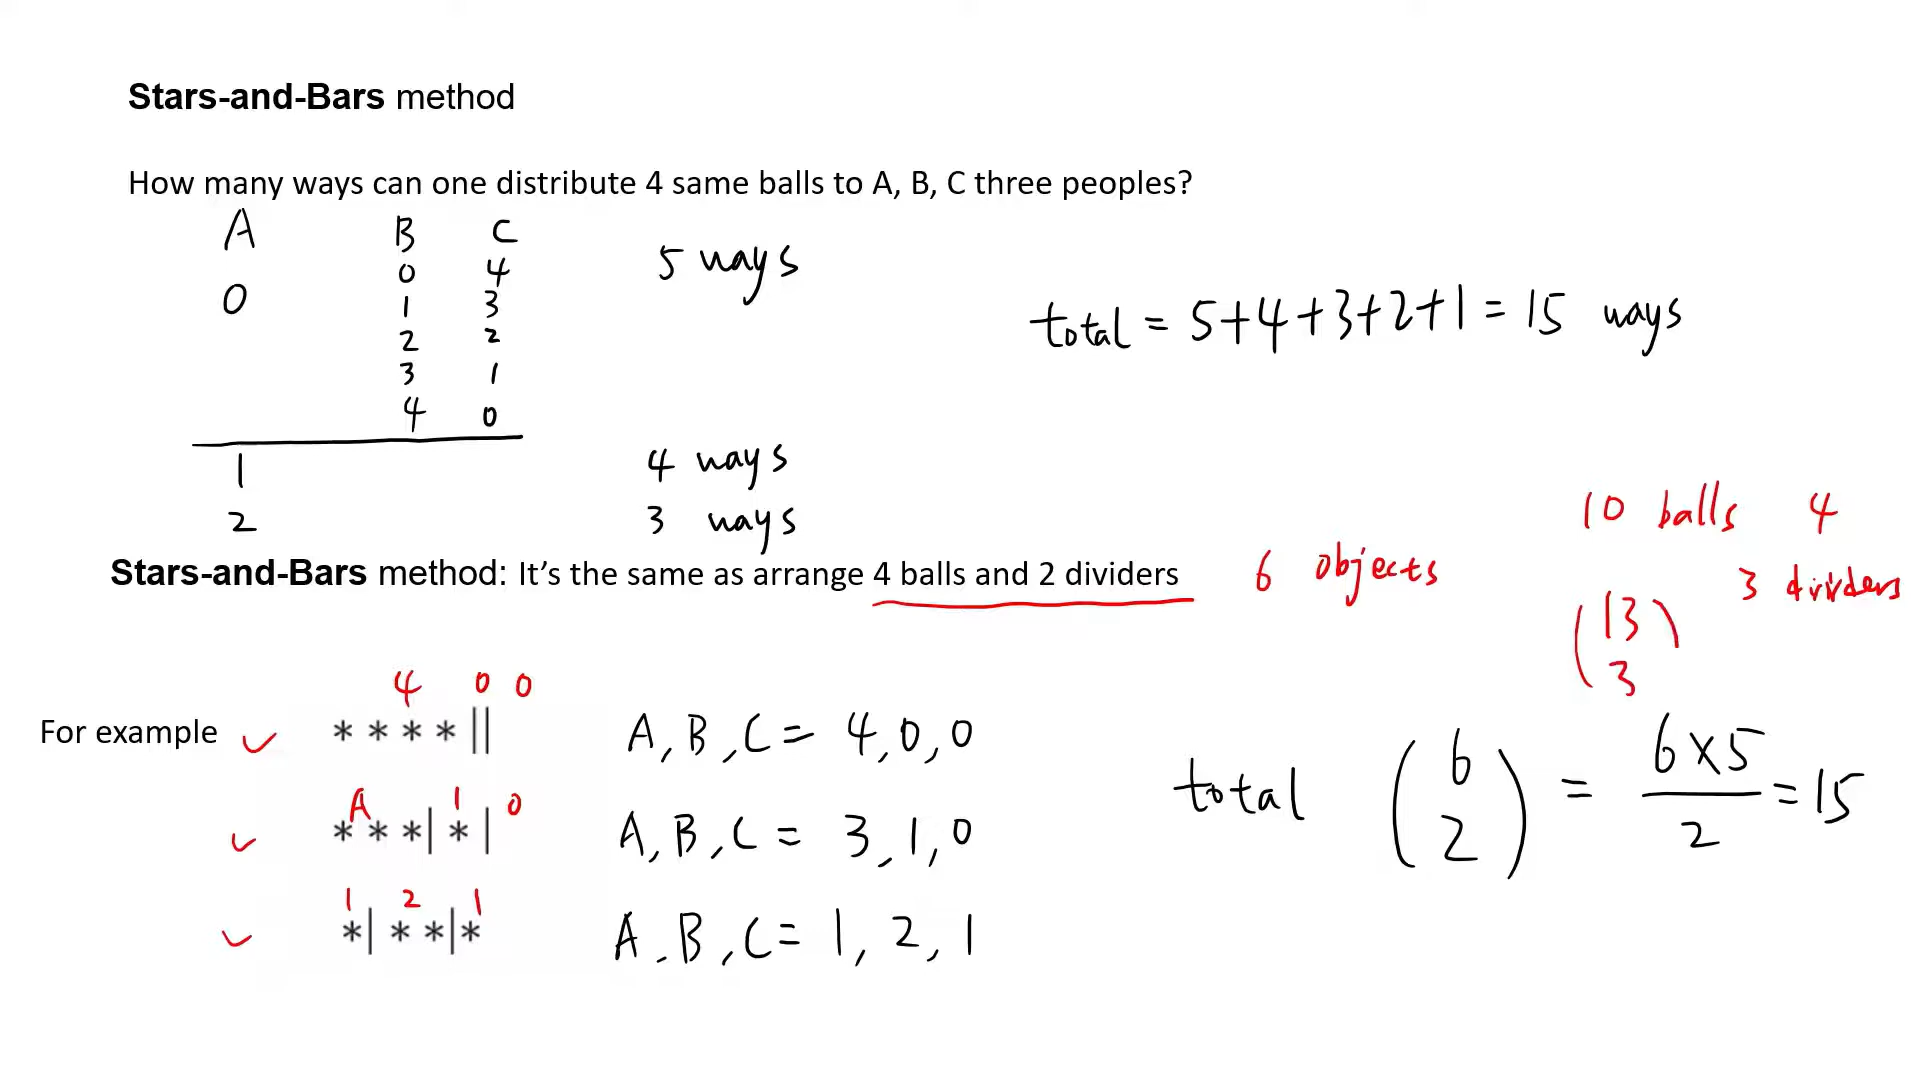 Stars-and-Bars method
How many ways can one distribute 4 same balls to A, B, C three peoples?
A B C
0 0 4 5 ways
1 3
2 2
3 1
4 0
total = 5+4+3+2+1 = 15 ways
1 4 ways
2 3 ways
10 balls 4
3 dividers
Stars-and-Bars method: It's the same as arrange 4 balls and 2 dividers 6 objects
(13
3)
4 0 0
For example ✓ * * * * || A, B, C = 4, 0, 0
A 1 0
✓ * * *| * | A, B, C = 3, 1, 0
1 2 1
✓ *| * *|* A, B, C = 1, 2, 1
total (6
2) = 6×5
2 = 15